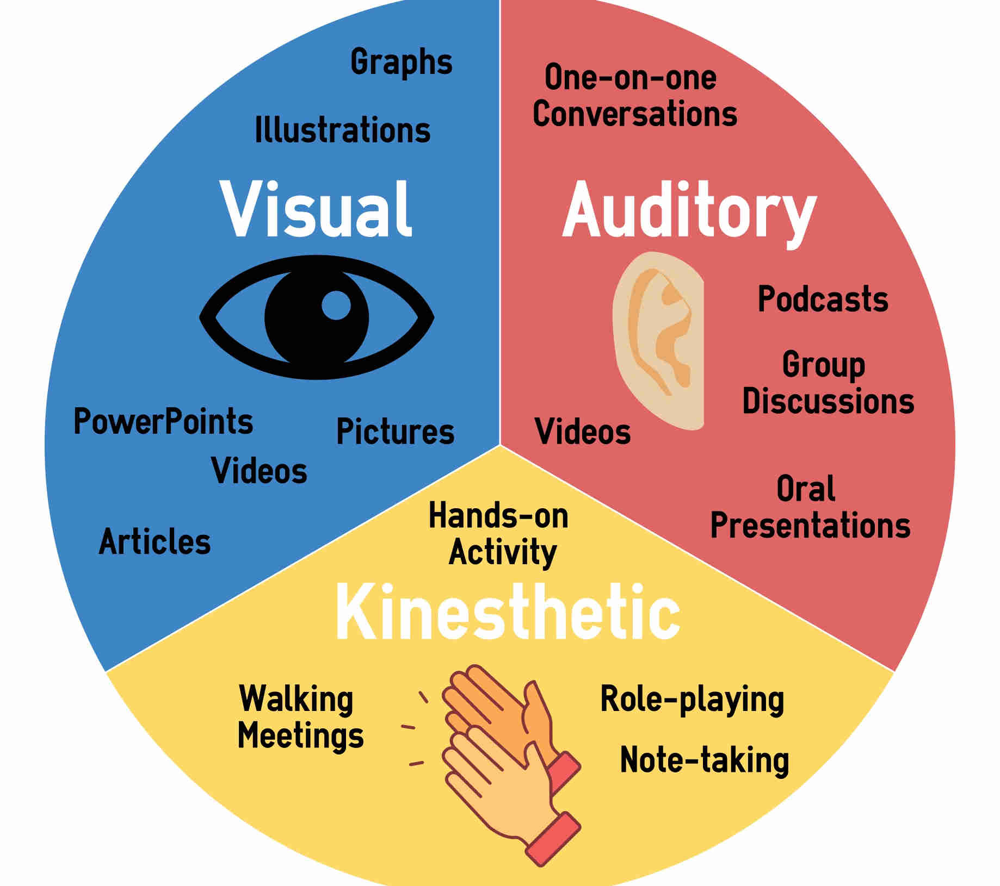 Graphs
Illustrations
Visual
PowerPoints
Pictures
Videos
Articles
One-on-one
Conversations
Auditory
Podcasts
Group
Discussions
Videos
Oral
Presentations
Hands-on
Activity
Kinesthetic
Walking
Meetings
Role-playing
Note-taking